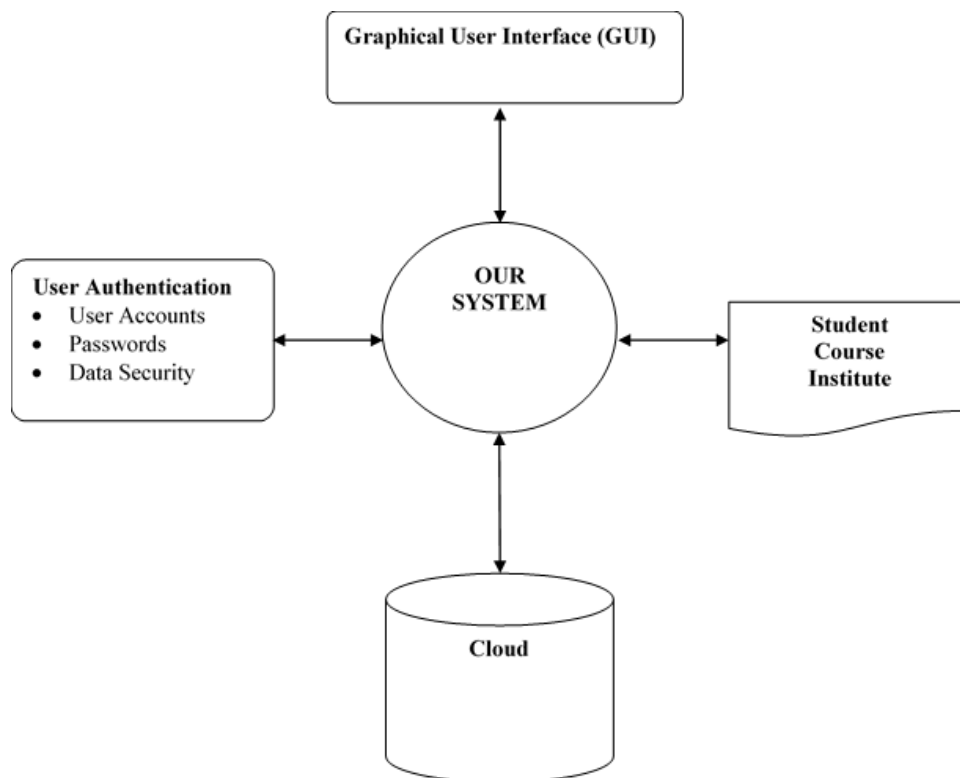 Graphical User Interface (GUI)
OUR
SYSTEM
User Authentication
• User Accounts
• Passwords
• Data Security
Student
Course
Institute
Cloud